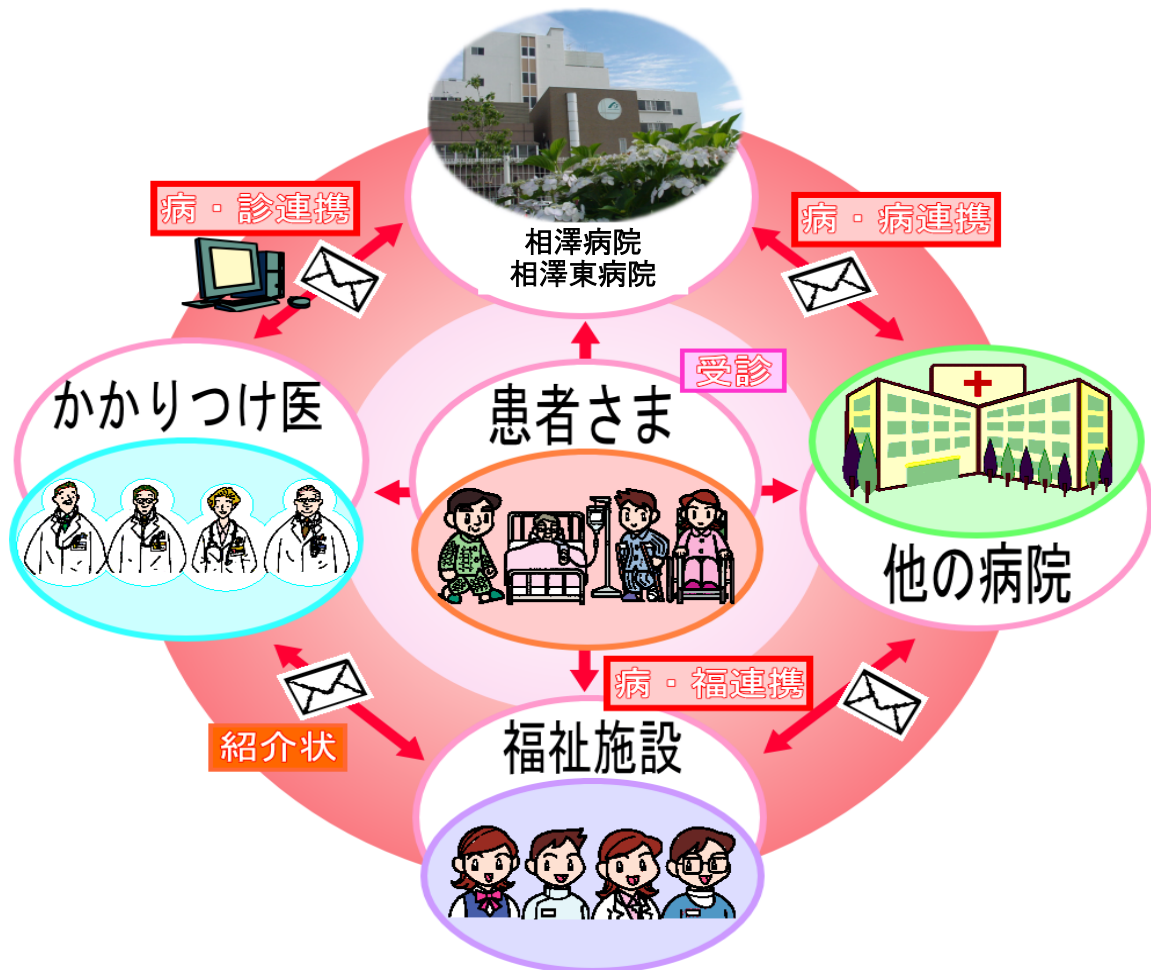 病・診連携
病・病連携
相澤病院
相澤東病院
受診
かかりつけ医
患者さま
他の病院
病・福連携
紹介状
福祉施設